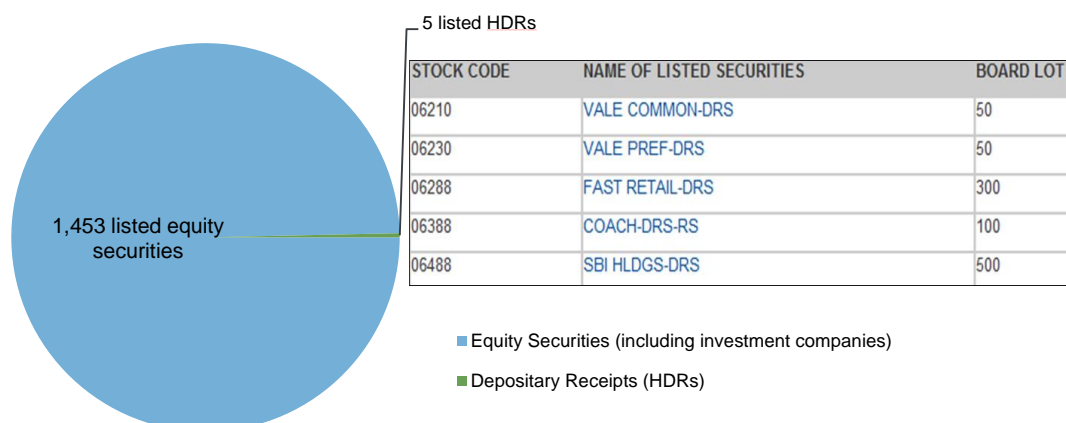 5 listed HDRs
STOCK CODE NAME OF LISTED SECURITIES BOARD LOT
06210 VALE COMMON-DRS 50
06230 VALE PREF-DRS 50
06288 FAST RETAIL-DRS 300
06388 COACH-DRS-RS 100
06488 SBI HLDGS-DRS 500
1,453 listed equity
securities
Equity Securities (including investment companies)
Depositary Receipts (HDRs)